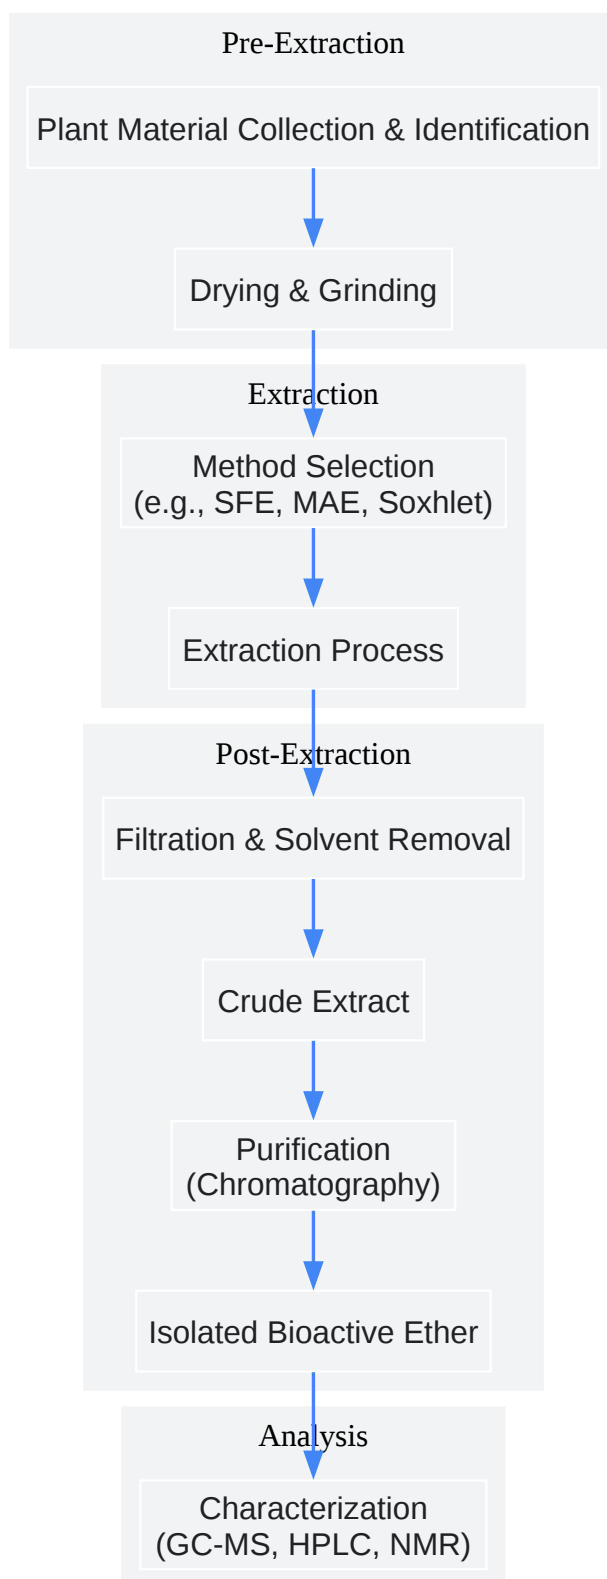 Pre-Extraction
Plant Material Collection & Identification
Drying & Grinding
Extraction
Method Selection
(e.g., SFE, MAE, Soxhlet)
Extraction Process
Post-Extraction
Filtration & Solvent Removal
Crude Extract
Purification
(Chromatography)
Isolated Bioactive Ether
Analysis
Characterization
(GC-MS, HPLC, NMR)